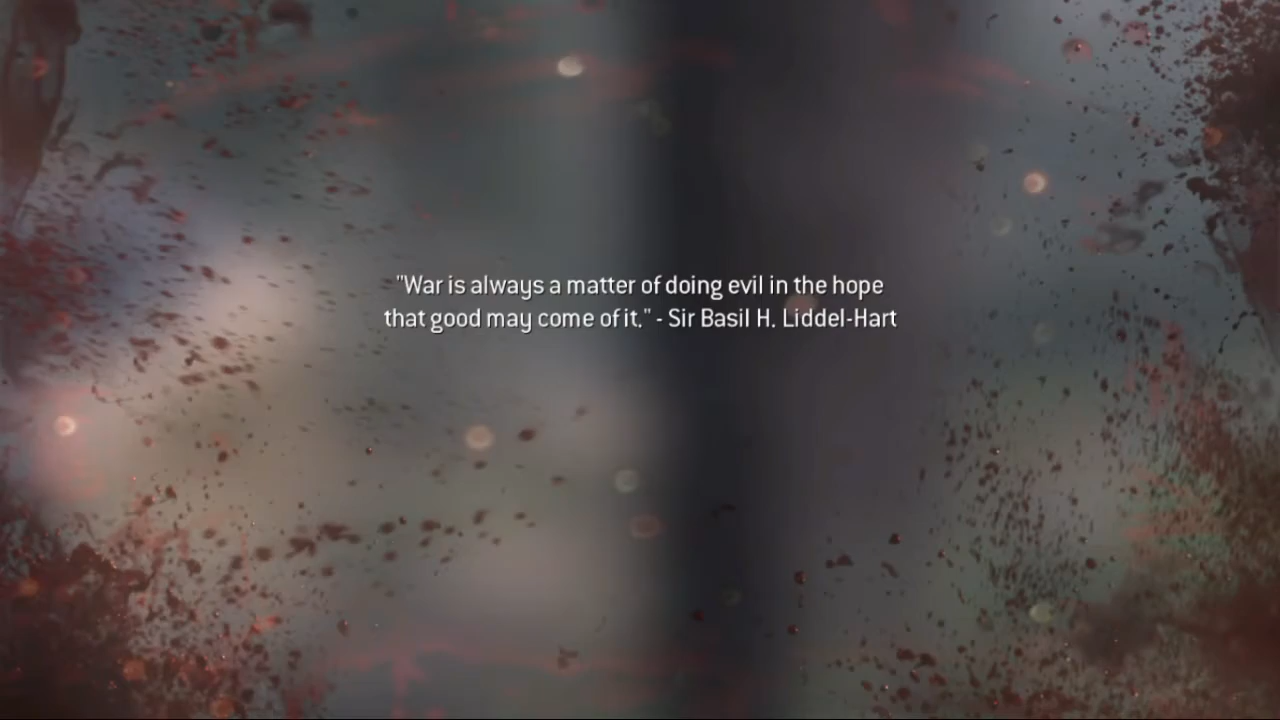 "War is always a matter of doing evil in the hope
that good may come of it." - Sir Basil H. Liddel-Hart